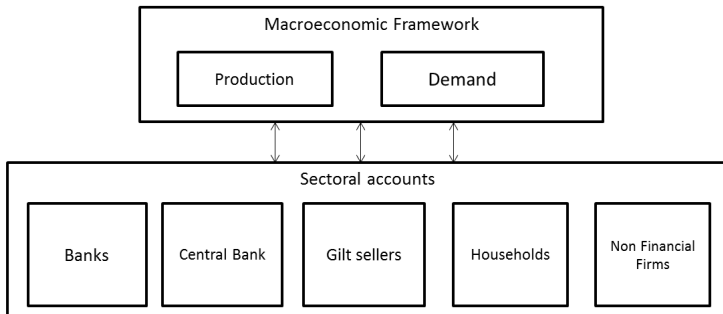 Macroeconomic Framework
Production
Demand
Sectoral accounts
Banks
Central Bank
Gilt sellers
Households
Non Financial
Firms